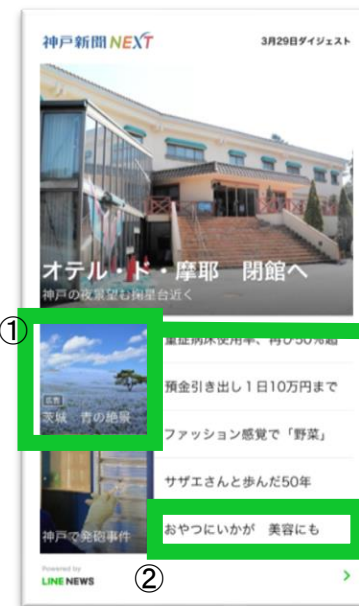 神戸新聞NEXT
3月29日ダイジェスト
オテル・ド・摩耶 閉館へ
神戸の夜景望む掬星台近く
①
重症病床使用率、再び50%超
広告
茨城 青の絶景
預金引き出し1日10万円まで
ファッション感覚で「野菜」
サザエさんと歩んだ50年
神戸で発砲事件
おやつにいかが 美容にも
Powered by
LINE NEWS
②